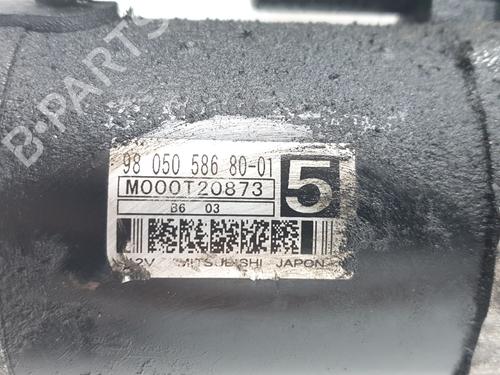 B-PARTS
98 050 586 80-01
M000T20873
5
B6 03
12V MITSUBISHI JAPON